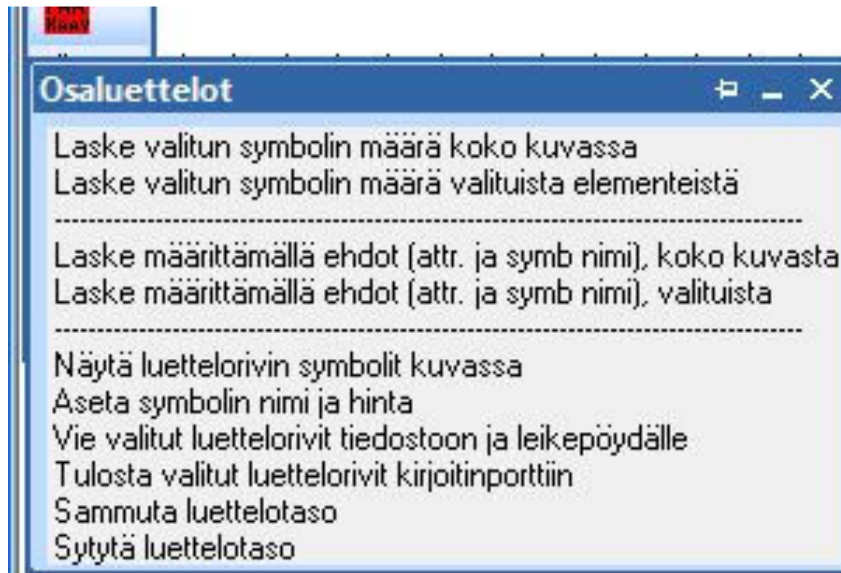 Kaav
Osaluettelot
Laske valitun symbolin määrä koko kuvassa
Laske valitun symbolin määrä valituista elementeistä
Laske määrittämällä ehdot (attr. ja symb nimi), koko kuvasta
Laske määrittämällä ehdot (attr. ja symb nimi), valituista
Näytä luettelorivin symbolit kuvassa
Aseta symbolin nimi ja hinta
Vie valitut luettelorivit tiedostoon ja leikepöydälle
Tulosta valitut luettelorivit kirjoitinporttiin
Sammuta luettelotaso
Sytytä luettelotaso